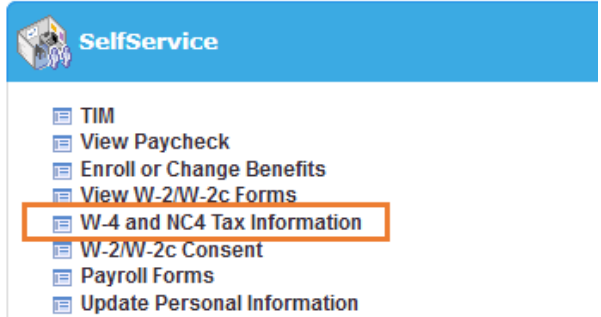 SelfService
TIM
View Paycheck
Enroll or Change Benefits
View W-2/W-2c Forms
W-4 and NC4 Tax Information
W-2/W-2c Consent
Payroll Forms
Update Personal Information